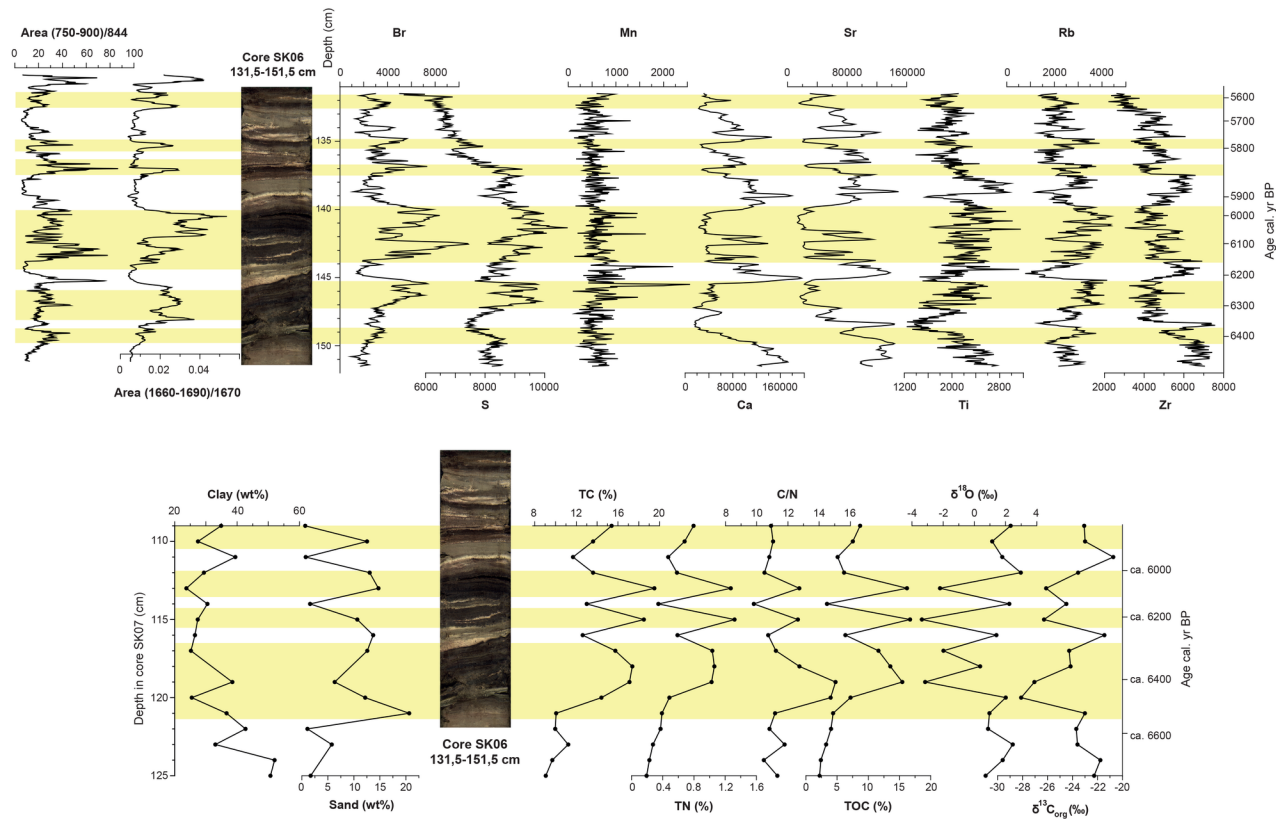 Area (750-900)/844
0 20 40 60 80 100
Core SK06
131,5-151,5 cm
Depth (cm)
Br
0 4000 8000
Mn
0 1000 2000
Sr
0 80000 160000
Rb
0 2000 4000
135
140
145
150
5600
5700
5800
5900
6000
6100
6200
6300
6400
Age cal. yr BP
0 0.02 0.04
Area (1660-1690)/1670
6000 8000 10000
S
0 80000 160000
Ca
1200 2000 2800
Ti
2000 4000 6000 8000
Zr
Clay (wt%)
20 40 60
TC (%)
8 12 16 20
C/N
8 10 12 15 16
δ18O (‰)
-4 -2 0 2 4
Depth in core SK07 (cm)
110
115
120
125
ca. 6000
ca. 6200
ca. 6400
ca. 6600
Age cal. yr BP
Core SK06
131,5-151,5 cm
0 5 10 15 20
Sand (wt%)
0 0.4 0.8 1.2
TN (%)
0 5 10 15 20
TOC (%)
-30 -28 -26 -24 -22 -20
δ13Corg (‰)